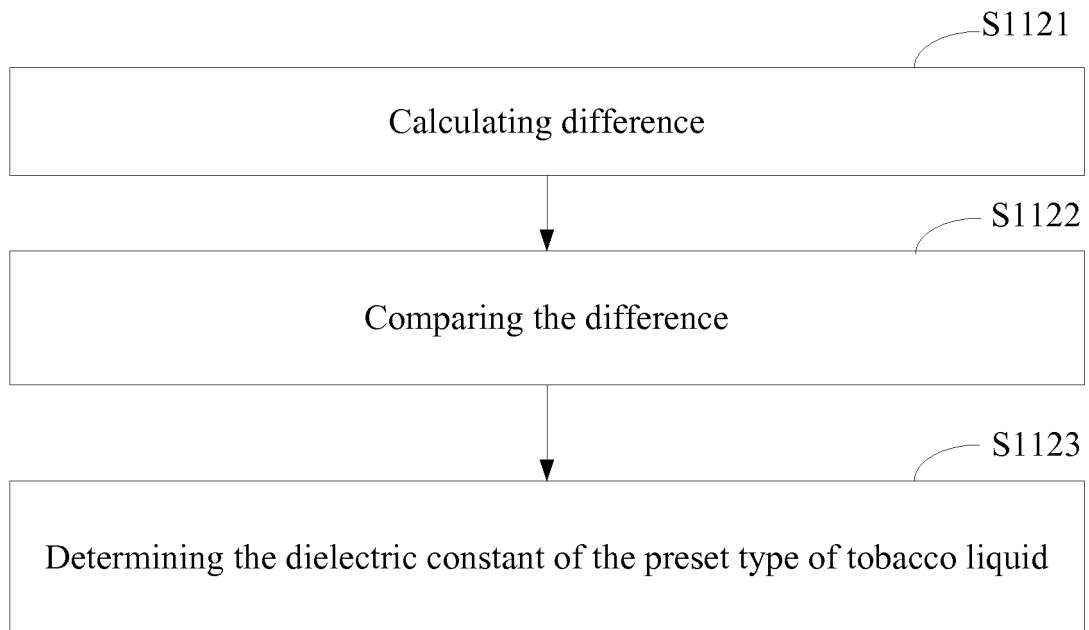 S1121
Calculating difference
S1122
Comparing the difference
S1123
Determining the dielectric constant of the preset type of tobacco liquid